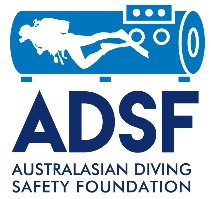 ADSF
AUSTRALASIAN DIVING
SAFETY FOUNDATION